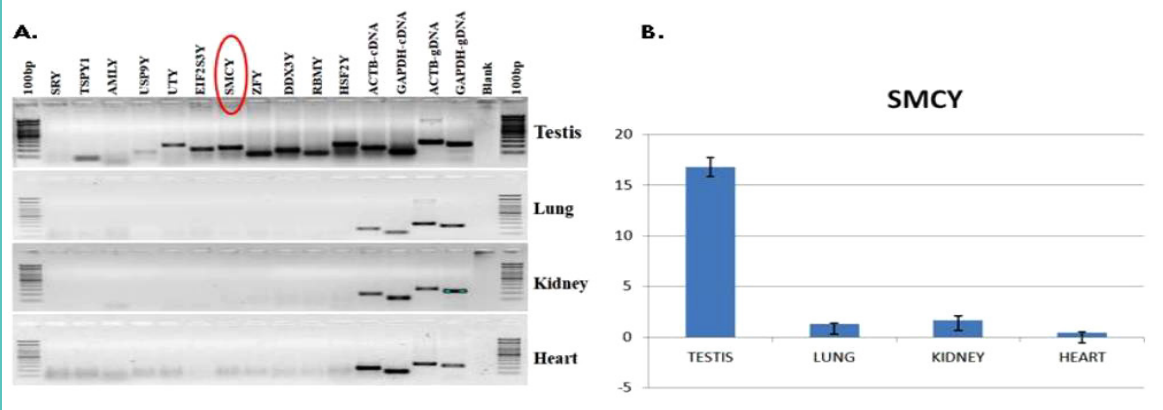 A.
100bp
SRY
TSPY1
AMLY
USP9Y
UTY
EIF2S3Y
SMCY
ZFY
DDX3Y
RBMY
HSF2Y
ACTB-cDNA
GAPDH-cDNA
ACTB-gDNA
GAPDH-gDNA
Blank
100bp
Testis
Lung
Kidney
Heart
B.
SMCY
20
15
10
5
0
-5
TESTIS LUNG KIDNEY HEART